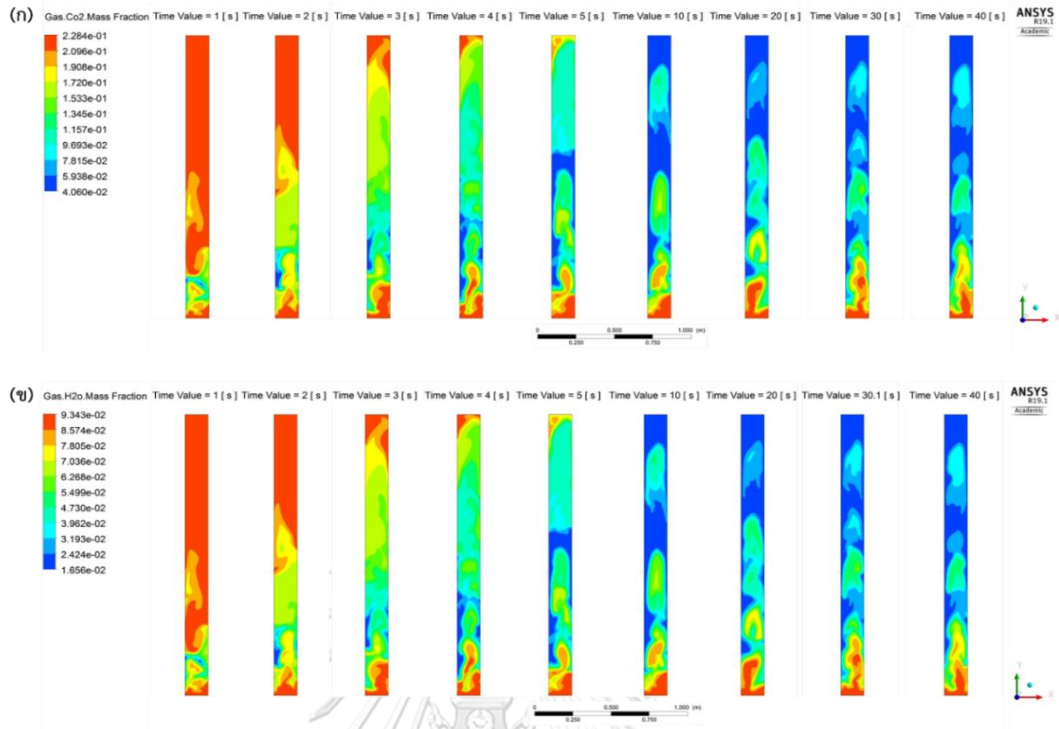 (ก) Gas.Co2.Mass Fraction Time Value = 1 [ s ] Time Value = 2 [ s ] Time Value = 3 [ s ] Time Value = 4 [ s ] Time Value = 5 [ s ] Time Value = 10 [ s ] Time Value = 20 [ s ] Time Value = 30 [ s ] Time Value = 40 [ s ] ANSYS
R19.1
Academic
2.284e-01
2.096e-01
1.908e-01
1.720e-01
1.533e-01
1.345e-01
1.157e-01
9.693e-02
7.815e-02
5.938e-02
4.060e-02
Y
X
0 0.500 1.000 (m)
0.250 0.750
(ข) Gas.H2o.Mass Fraction Time Value = 1 [ s ] Time Value = 2 [ s ] Time Value = 3 [ s ] Time Value = 4 [ s ] Time Value = 5 [ s ] Time Value = 10 [ s ] Time Value = 20 [ s ] Time Value = 30.1 [ s ] Time Value = 40 [ s ] ANSYS
R19.1
Academic
9.343e-02
8.574e-02
7.805e-02
7.036e-02
6.268e-02
5.499e-02
4.730e-02
3.962e-02
3.193e-02
2.424e-02
1.656e-02
Y
X
0 0.500 1.000 (m)
0.250 0.750